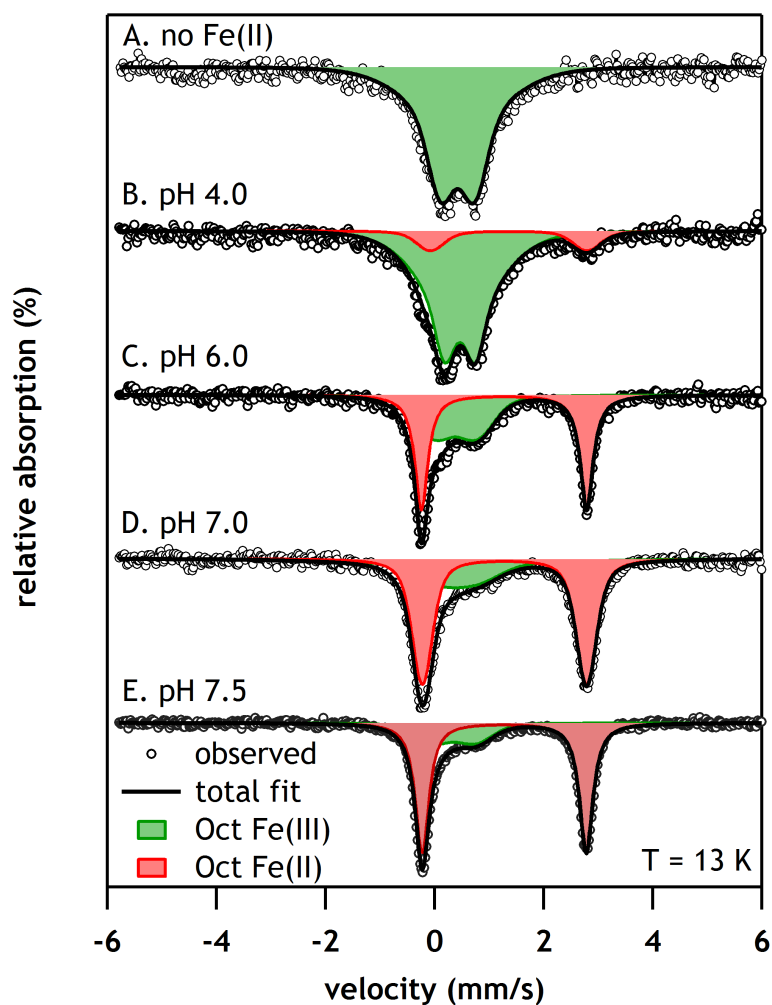 A. no Fe(II)
B. pH 4.0
C. pH 6.0
D. pH 7.0
E. pH 7.5
observed
total fit
Oct Fe(III)
Oct Fe(II)
T = 13 K
relative absorption (%)
-6 -4 -2 0 2 4 6
velocity (mm/s)